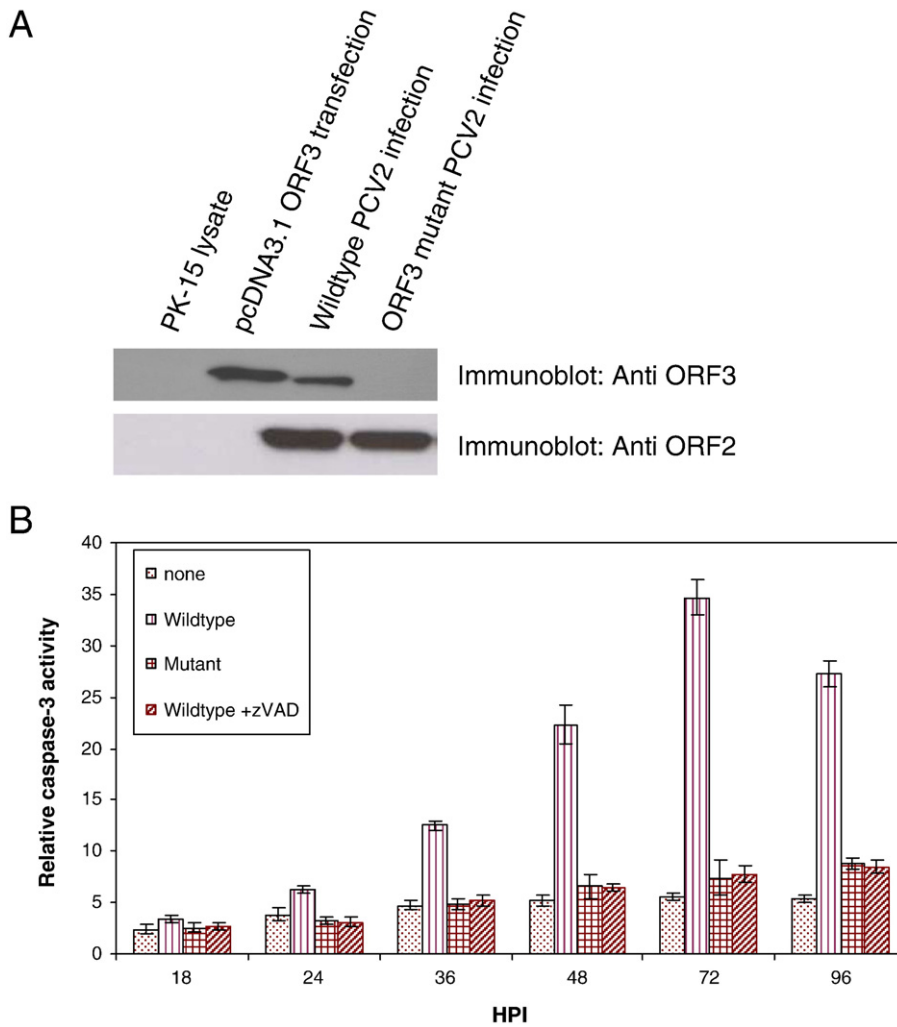 A
PK-15 lysate
pcDNA3.1 ORF3 transfection
Wildtype PCV2 infection
ORF3 mutant PCV2 infection
Immunoblot: Anti ORF3
Immunoblot: Anti ORF2
B
Relative caspase-3 activity
40
35
30
25
20
15
10
5
0
none
Wildtype
Mutant
Wildtype +zVAD
18 24 36 48 72 96
HPI